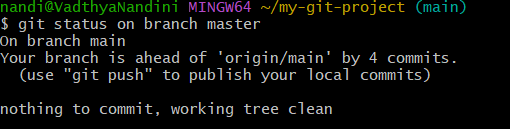 nandi@VadthyaNandini MINGW64 ~/my-git-project (main)
$ git status on branch master
On branch main
Your branch is ahead of 'origin/main' by 4 commits.
  (use "git push" to publish your local commits)

nothing to commit, working tree clean